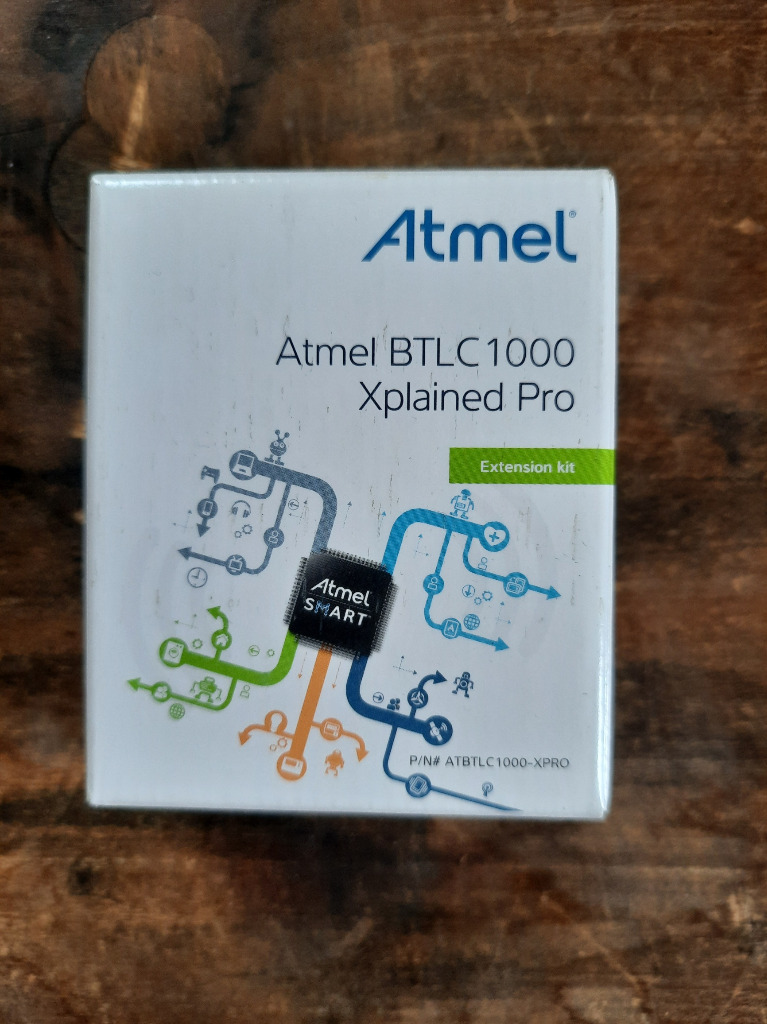 Atmel®
Atmel BTLC1000
Xplained Pro
Extension kit
Atmel
SMART
P/N# ATBTLC1000-XPRO